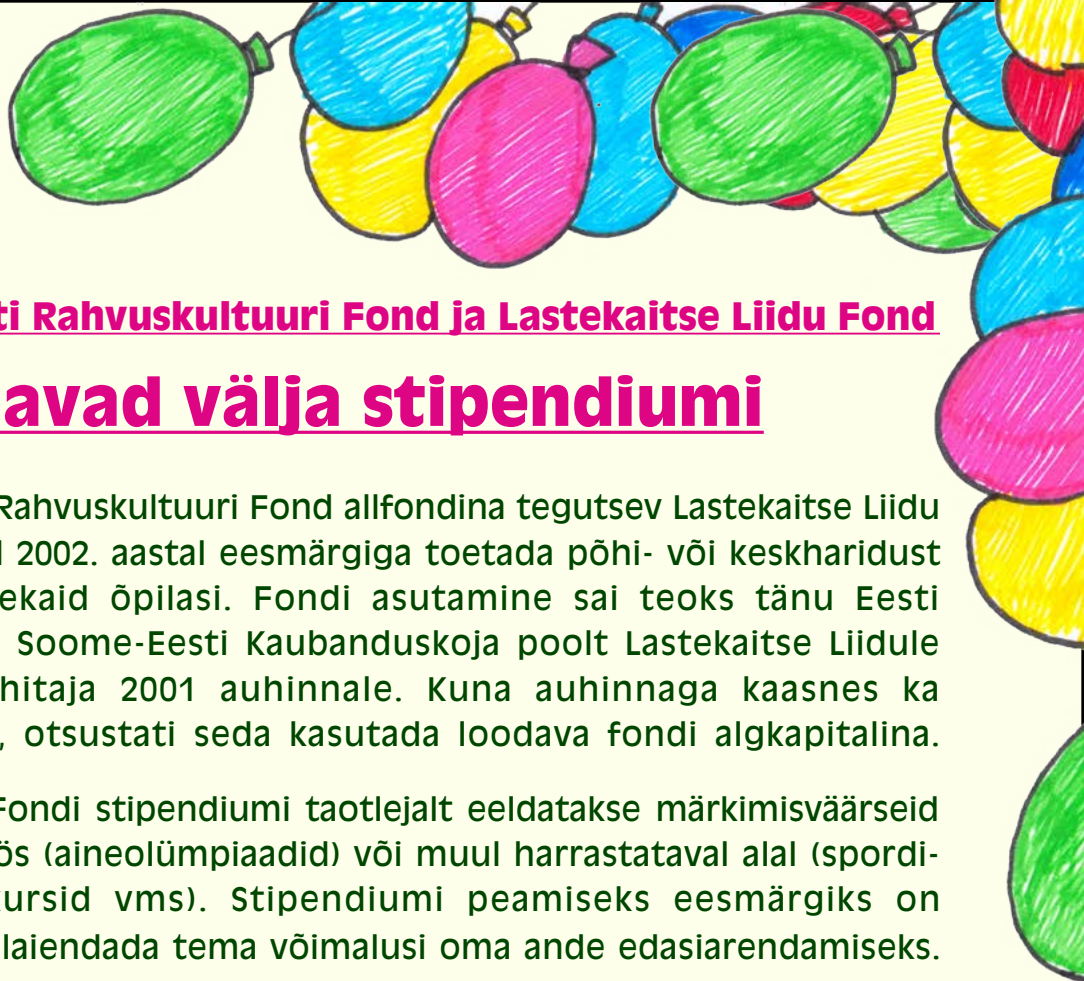 ti Rahvuskultuuri Fond ja Lastekaitse Liidu Fond
avad välja stipendiumi
Rahvuskultuuri Fond allfondina tegutsev Lastekaitse Liidu
2002. aastal eesmärgiga toetada põhi- või keskharidust
ekaid õpilasi. Fondi asutamine sai teoks tänu Eesti
Soome-Eesti Kaubanduskoja poolt Lastekaitse Liidule
hitaja 2001 auhinnale. Kuna auhinnaga kaasnes ka
, otsustati seda kasutada loodava fondi algkapitalina.
Fondi stipendiumi taotlejalt eeldatakse märkimisväärseid
ös (aineolümpiaadid) või muul harrastataval alal (spordi-
ursid vms). Stipendiumi peamiseks eesmärgiks on
laiendada tema võimalusi oma ande edasiarendamiseks.